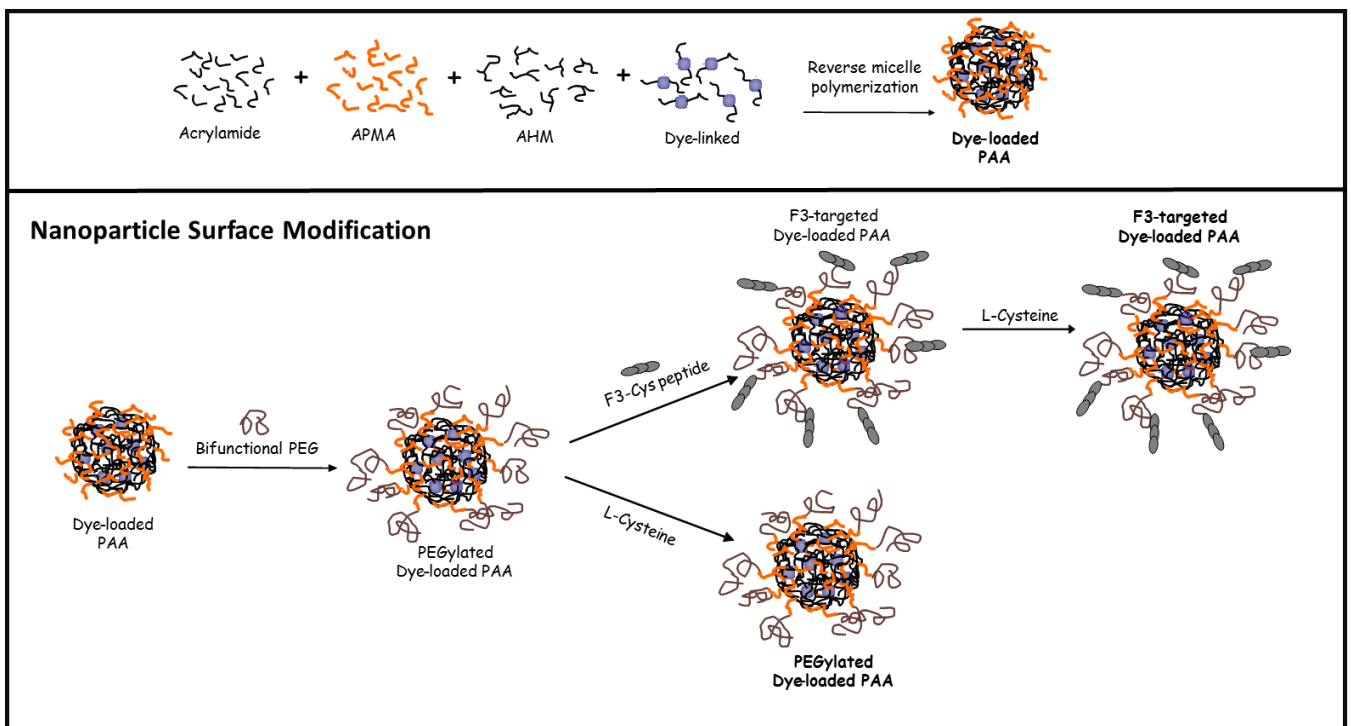 Acrylamide
+
APMA
+
AHM
+
Dye-linked
Reverse micelle
polymerization
Dye-loaded
PAA
Nanoparticle Surface Modification
Dye-loaded
PAA
Bifunctional PEG
PEGylated
Dye-loaded PAA
F3-Cys peptide
L-Cysteine
F3-targeted
Dye-loaded PAA
L-Cysteine
F3-targeted
Dye-loaded PAA
PEGylated
Dye-loaded PAA